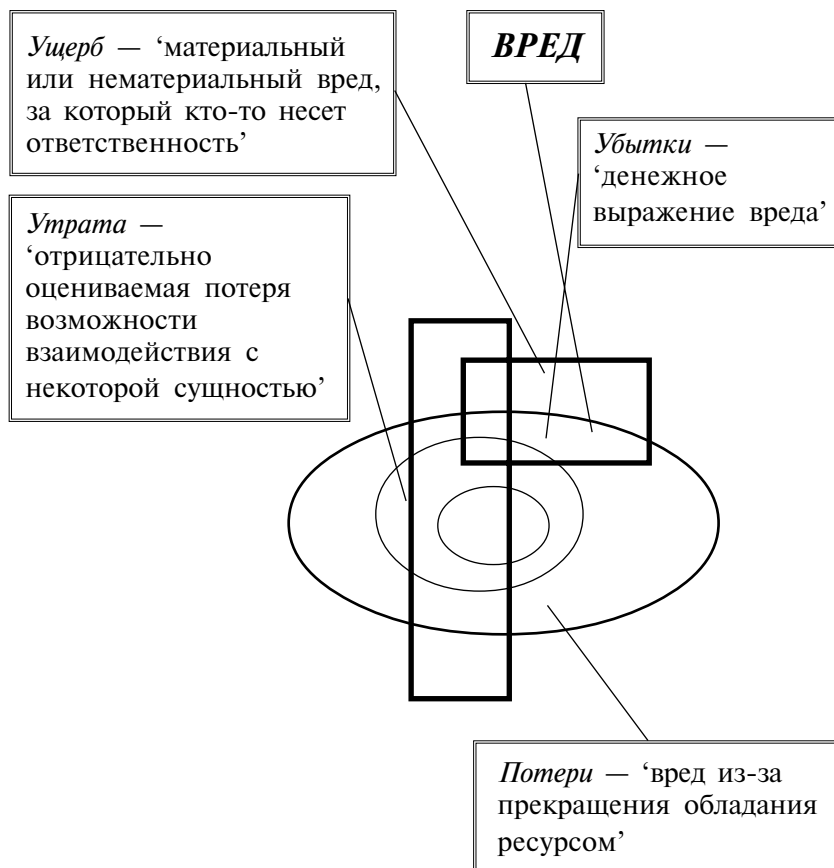 Ущерб — ‘материальный
или нематериальный вред,
за который кто-то несет
ответственность’
ВРЕД
Убытки —
‘денежное
выражение вреда’
Утрата —
‘отрицательно
оцениваемая потеря
возможности
взаимодействия с
некоторой сущностью’
Потери — ‘вред из-за
прекращения обладания
ресурсом’